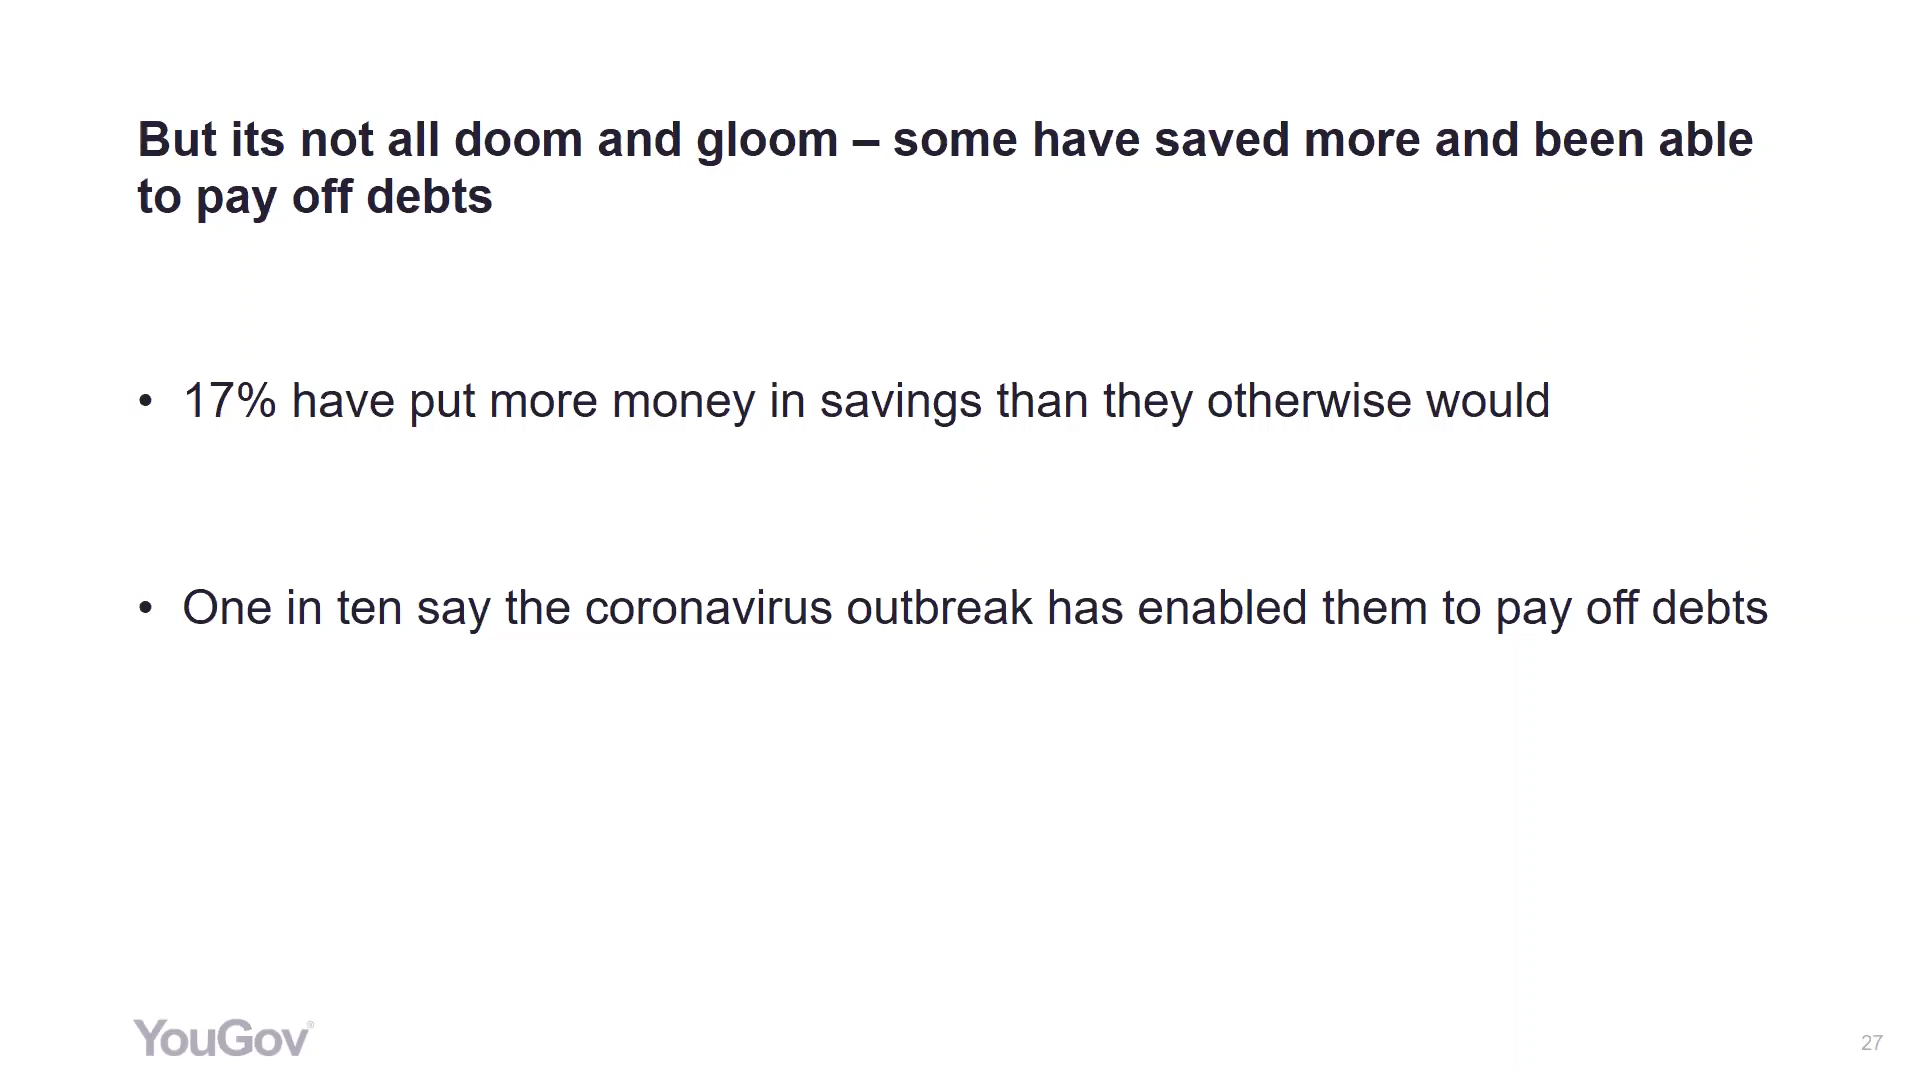 But its not all doom and gloom – some have saved more and been able
to pay off debts
• 17% have put more money in savings than they otherwise would
• One in ten say the coronavirus outbreak has enabled them to pay off debts
YouGov®
27